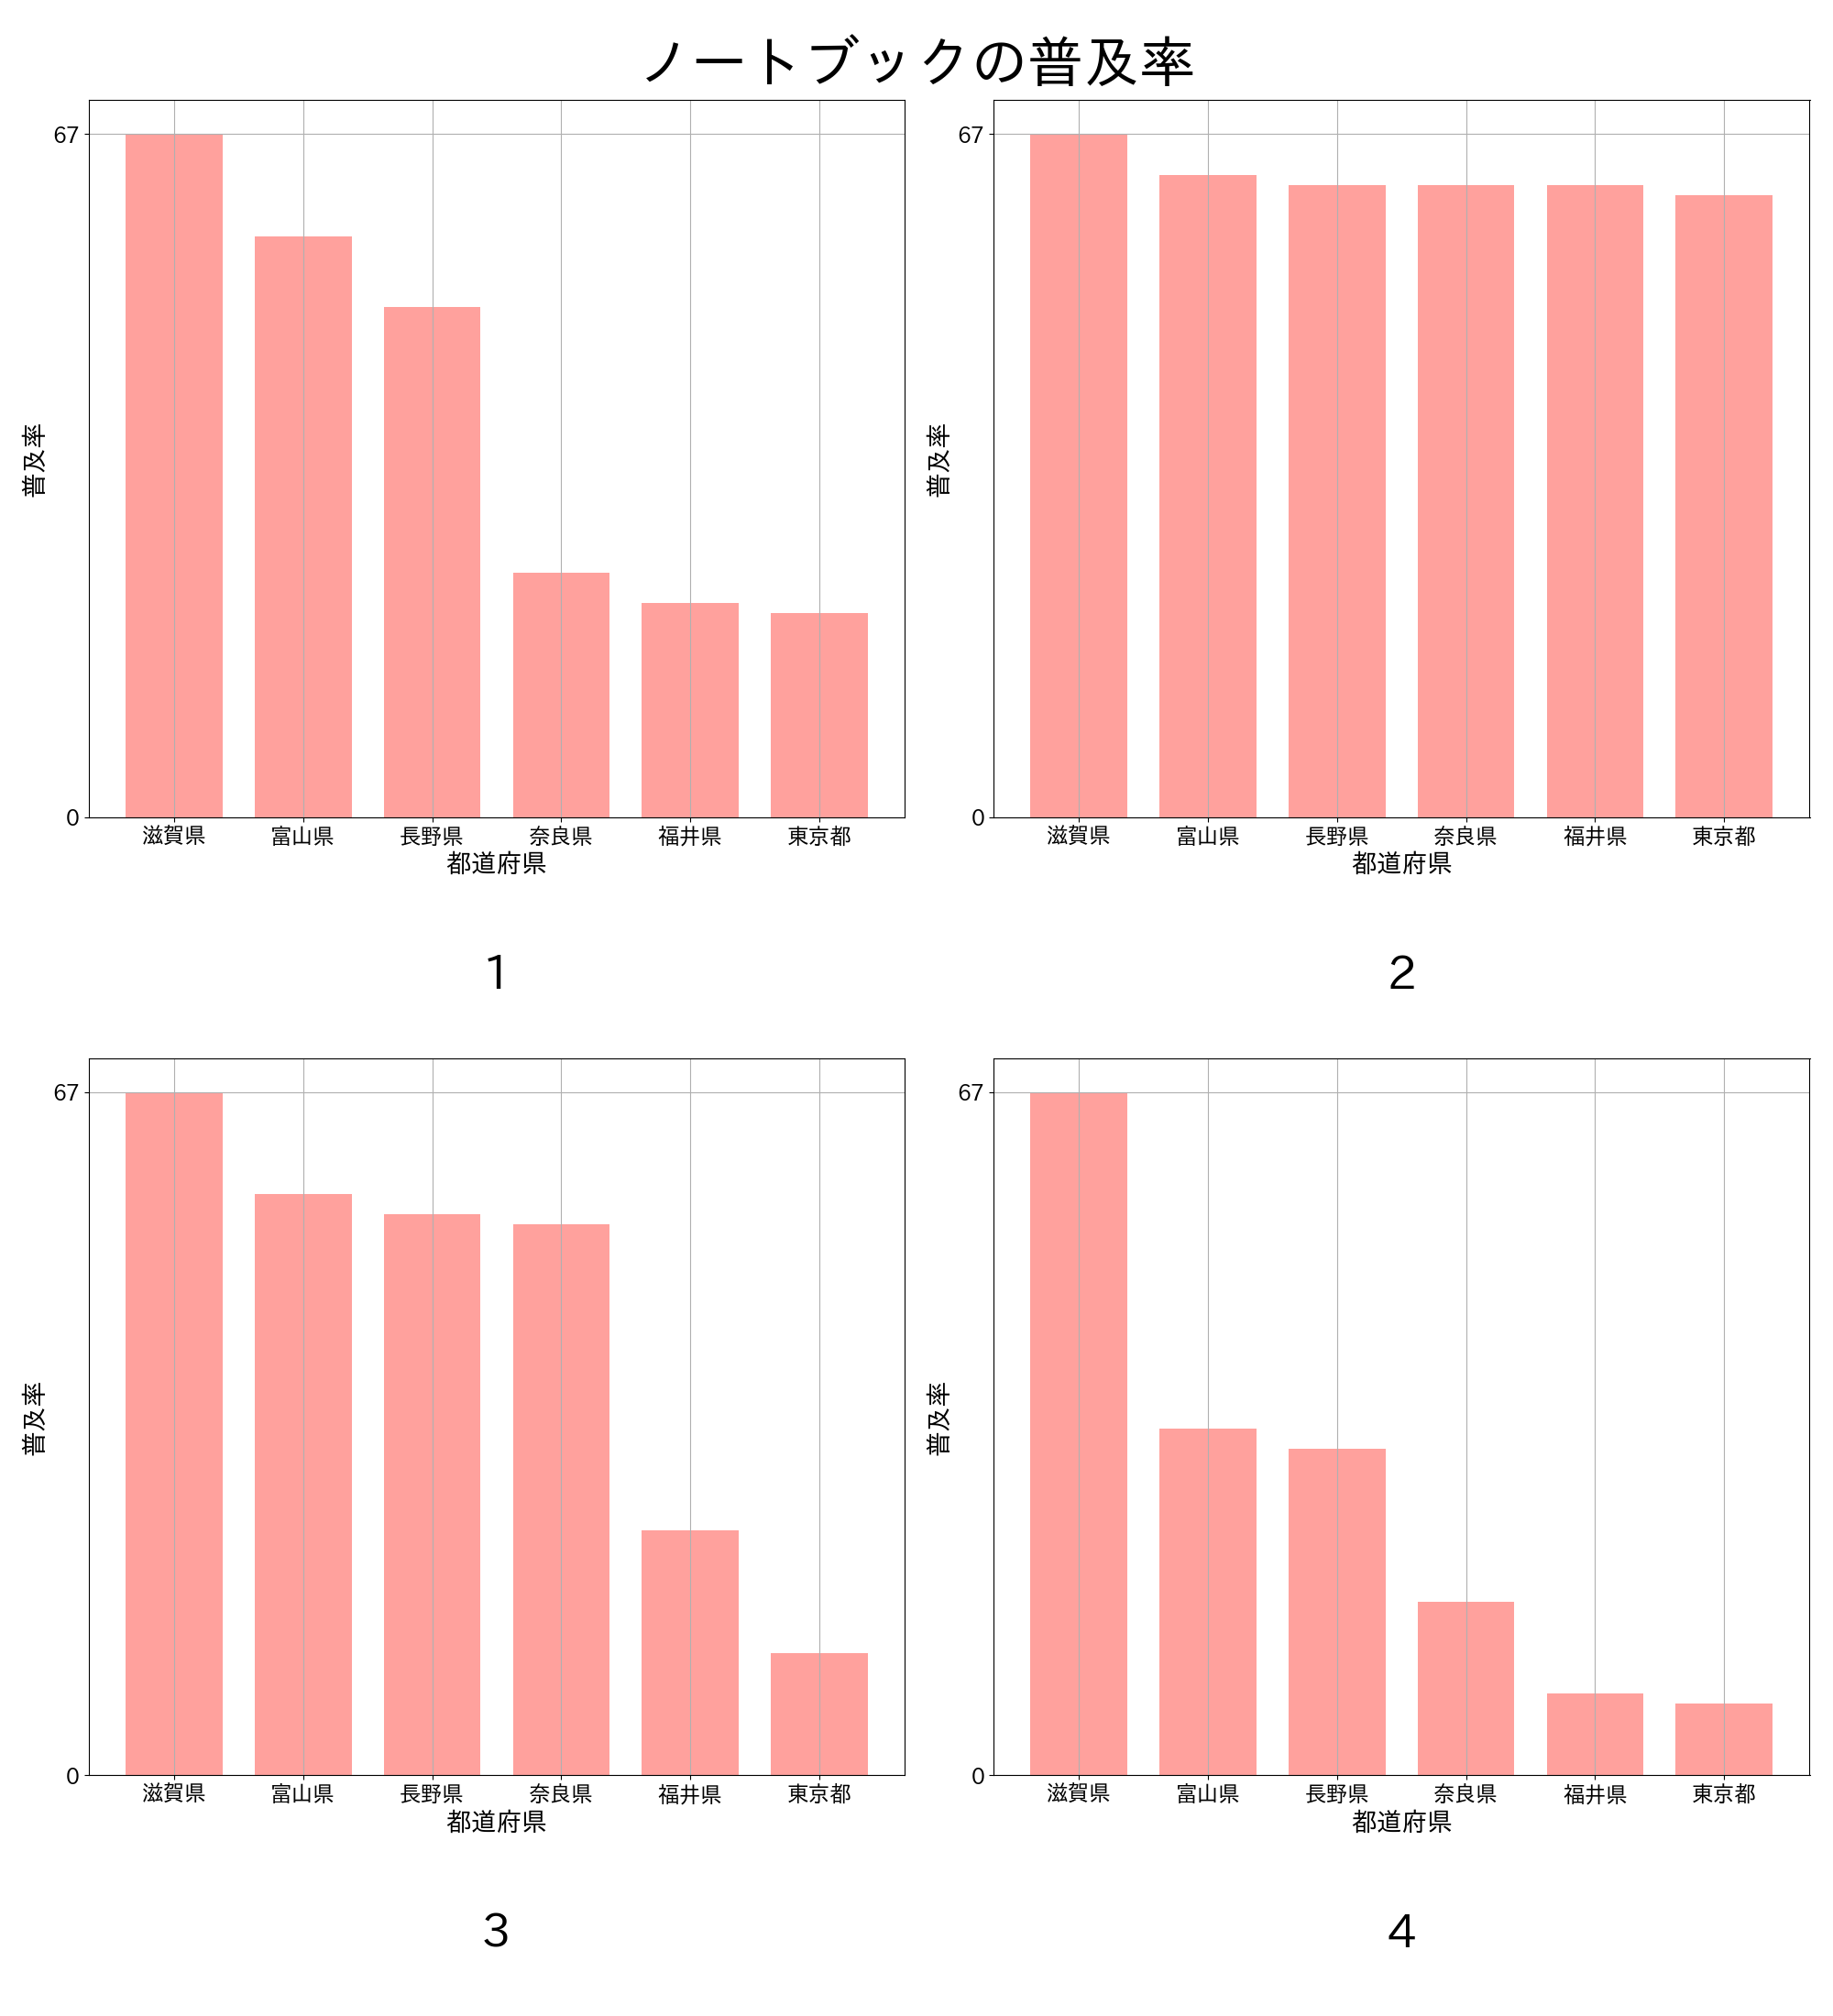 ノートブックの普及率
67
普及率
0
滋賀県 富山県 長野県 奈良県 福井県 東京都
都道府県
1
67
普及率
0
滋賀県 富山県 長野県 奈良県 福井県 東京都
都道府県
2
67
普及率
0
滋賀県 富山県 長野県 奈良県 福井県 東京都
都道府県
3
67
普及率
0
滋賀県 富山県 長野県 奈良県 福井県 東京都
都道府県
4